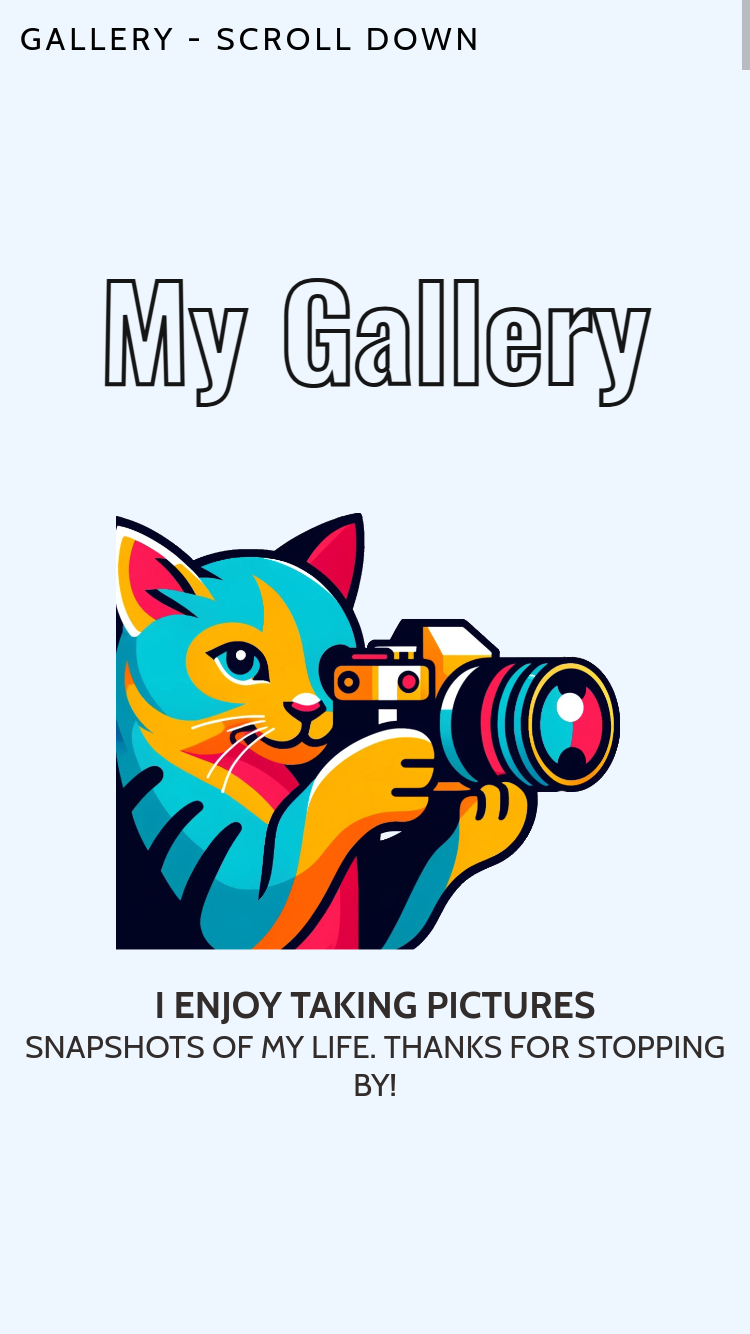 GALLERY - SCROLL DOWN
My Gallery
I ENJOY TAKING PICTURES
SNAPSHOTS OF MY LIFE. THANKS FOR STOPPING
BY!